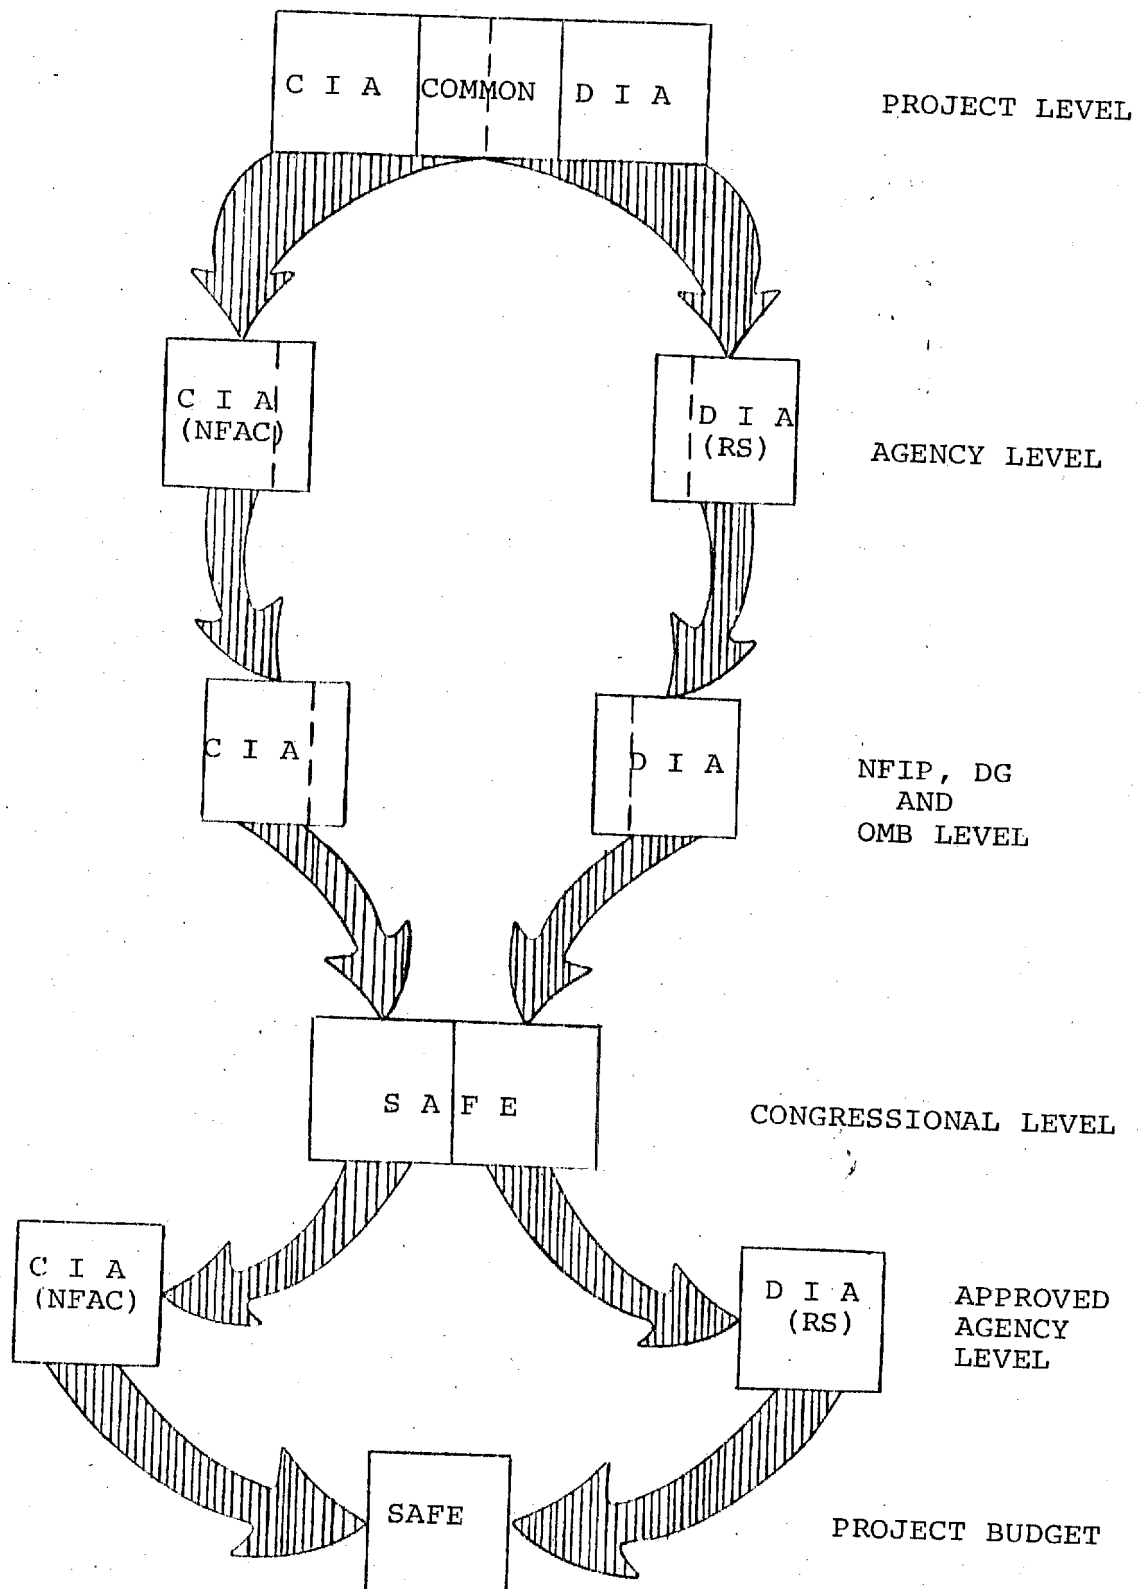 C I A COMMON D I A
PROJECT LEVEL
C I A
(NFAC)
D I A
(RS)
AGENCY LEVEL
C I A
D I A
NFIP, DG
AND
OMB LEVEL
S A F E
CONGRESSIONAL LEVEL
C I A
(NFAC)
D I A
(RS)
APPROVED
AGENCY
LEVEL
SAFE
PROJECT BUDGET